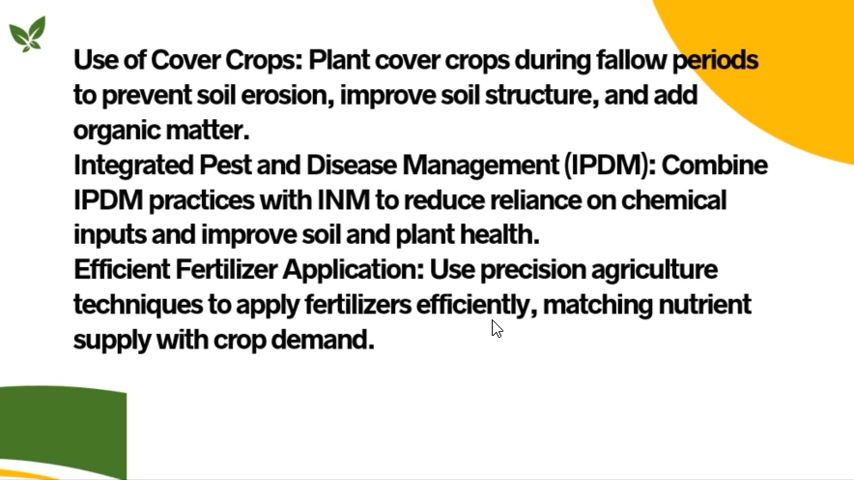 Use of Cover Crops: Plant cover crops during fallow periods
to prevent soil erosion, improve soil structure, and add
organic matter.
Integrated Pest and Disease Management (IPDM): Combine
IPDM practices with INM to reduce reliance on chemical
inputs and improve soil and plant health.
Efficient Fertilizer Application: Use precision agriculture
techniques to apply fertilizers efficiently, matching nutrient
supply with crop demand.